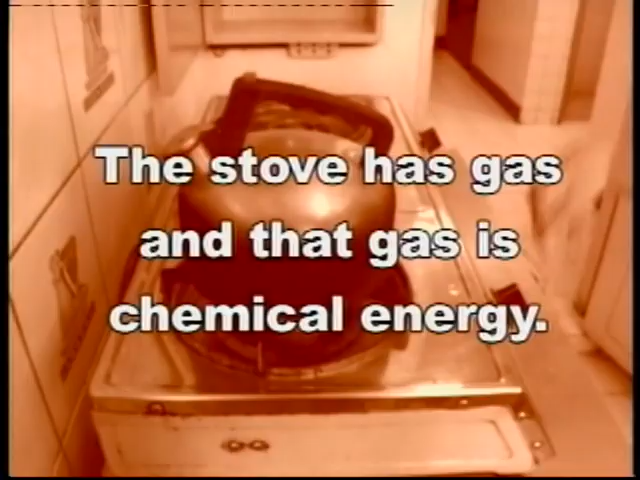 The stove has gas
and that gas is
chemical energy.